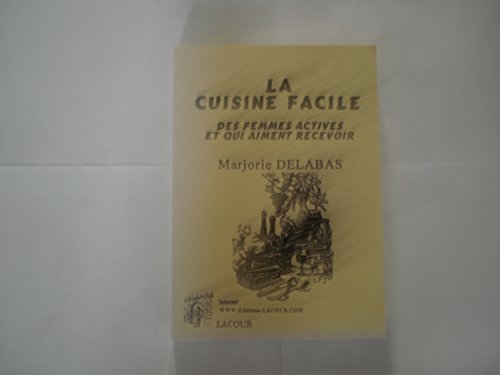 LA
CUISINE FACILE
DES FEMMES ACTIVES
ET QUI AIMENT RECEVOIR
Marjorie DELABAS
Internet
WWW.Editions-LACOUR.COM
LACOUR